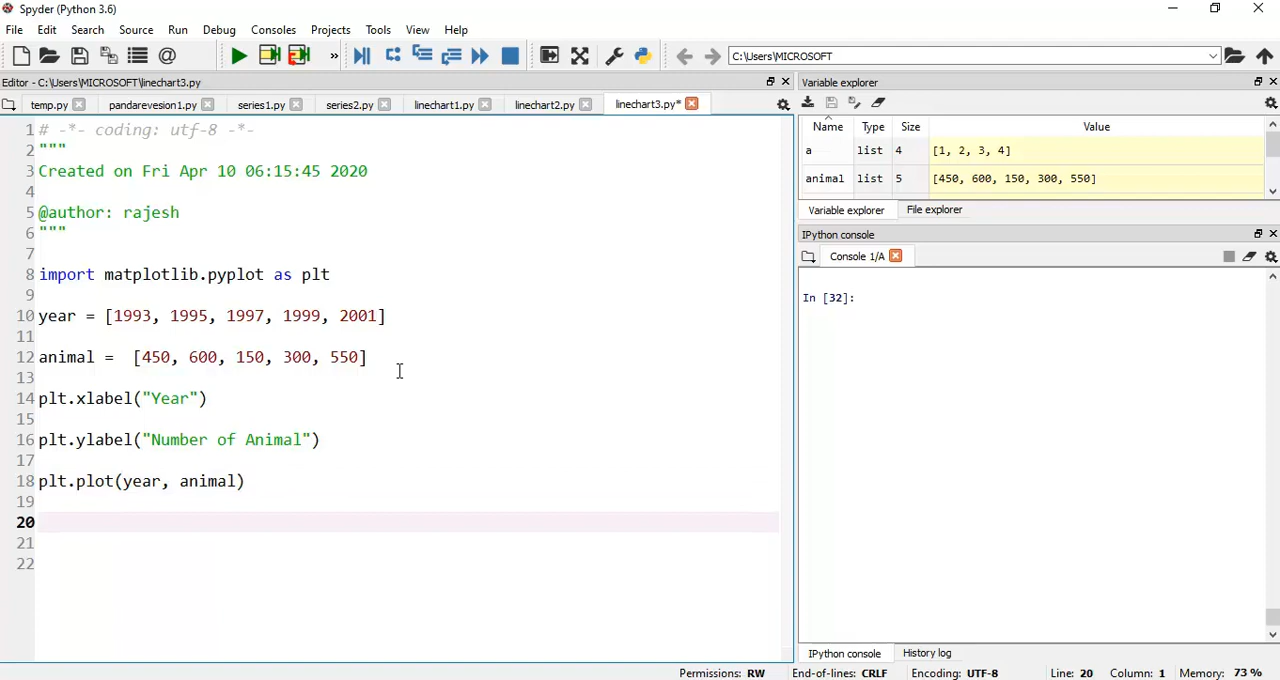 Spyder (Python 3.6)
File Edit Search Source Run Debug Consoles Projects Tools View Help
» C:\Users\MICROSOFT
Editor - C:\Users\MICROSOFT\linechart3.py
temp.py pandarevesion1.py series1.py series2.py linechart1.py linechart2.py linechart3.py*
1 # -*- coding: utf-8 -*-
2 """
3 Created on Fri Apr 10 06:15:45 2020
4
5 @author: rajesh
6 """
7
8 import matplotlib.pyplot as plt
9
10 year = [1993, 1995, 1997, 1999, 2001]
11
12 animal =  [450, 600, 150, 300, 550]
13
14 plt.xlabel("Year")
15
16 plt.ylabel("Number of Animal")
17
18 plt.plot(year, animal)
19
20
21
22
Variable explorer
Name Type Size Value
a list 4 [1, 2, 3, 4]
animal list 5 [450, 600, 150, 300, 550]
Variable explorer File explorer
IPython console
Console 1/A
In [32]:
IPython console History log
Permissions: RW End-of-lines: CRLF Encoding: UTF-8 Line: 20 Column: 1 Memory: 73 %